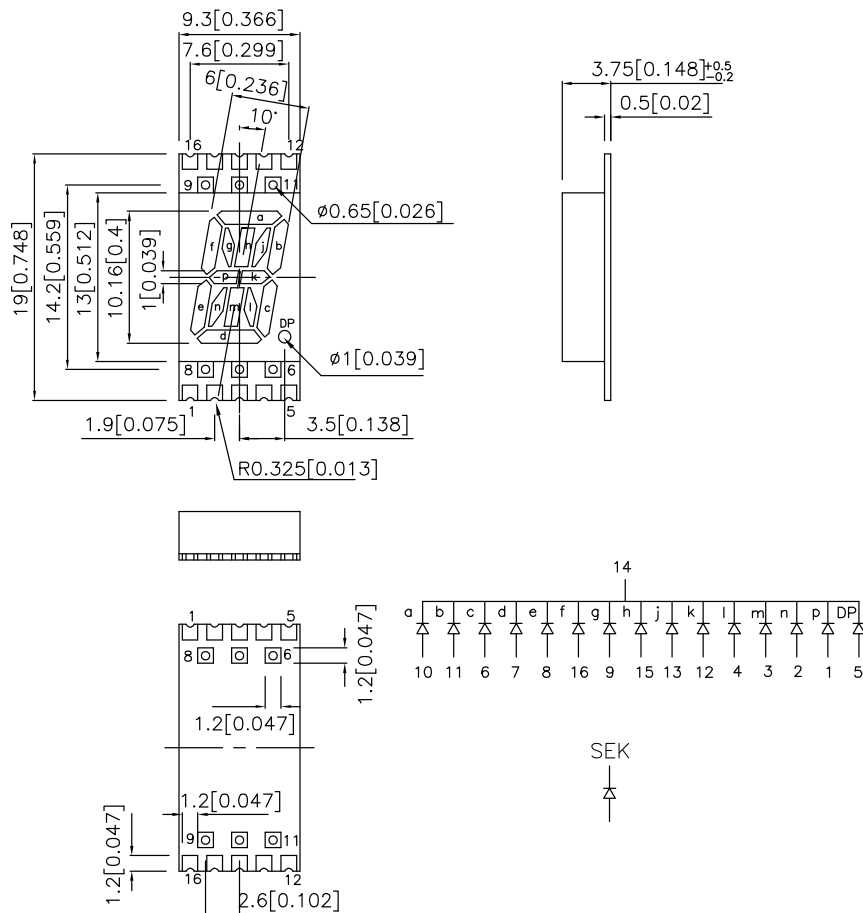 9.3[0.366]
7.6[0.299]
6[0.236]
10°
16
12
9
11
ø0.65[0.026]
a
f
g
h
j
b
p
k
e
n
m
l
c
d
DP
ø1[0.039]
8
6
1
5
19[0.748]
14.2[0.559]
13[0.512]
10.16[0.4]
1[0.039]
1.9[0.075]
3.5[0.138]
R0.325[0.013]
3.75[0.148]+0.5
-0.2
0.5[0.02]
1
5
8
6
1.2[0.047]
1.2[0.047]
1.2[0.047]
9
11
1.2[0.047]
16
12
2.6[0.102]
14
a b c d e f g h j k l m n p DP
10 11 6 7 8 16 9 15 13 12 4 3 2 1 5
SEK